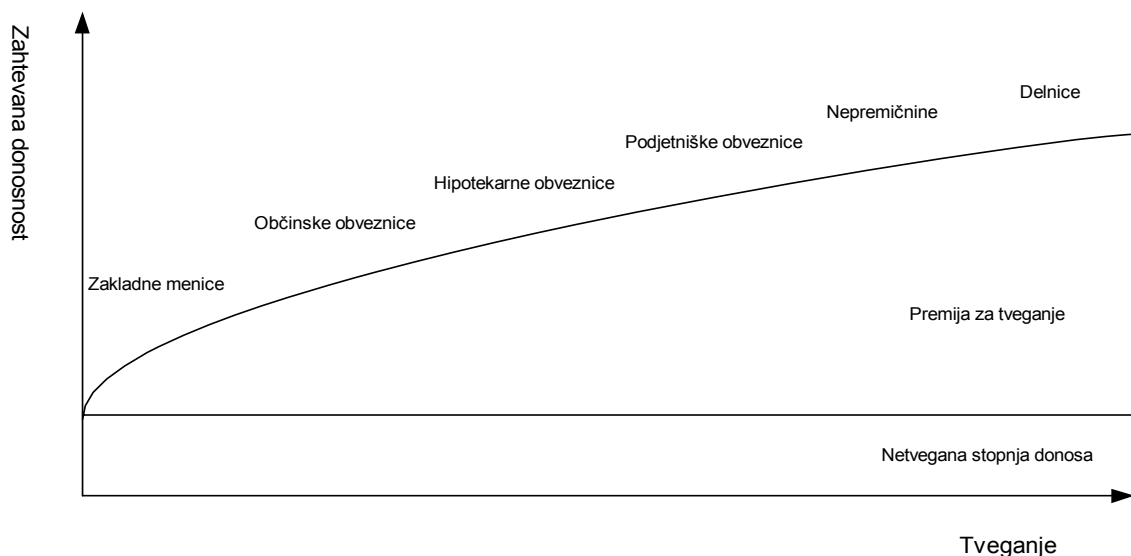 Zahtevana donosnost
Delnice
Nepremičnine
Podjetniške obveznice
Hipotekarne obveznice
Občinske obveznice
Zakladne menice
Premija za tveganje
Netvegana stopnja donosa
Tveganje